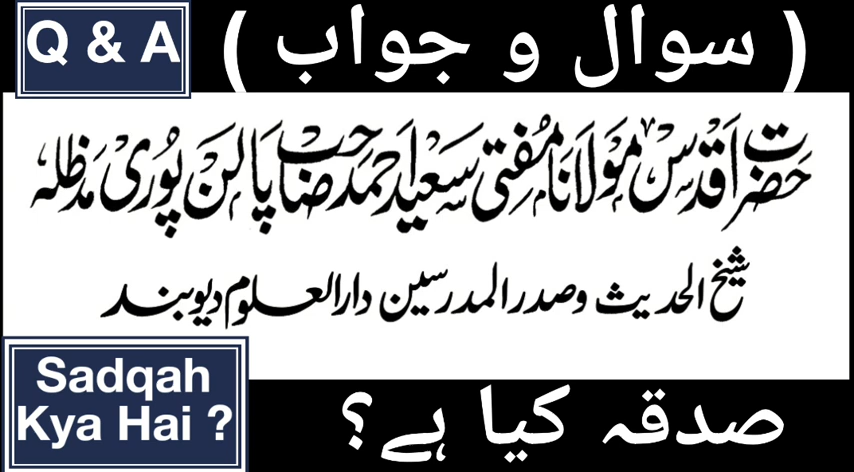 Q & A
( سوال و جواب )
حضرت اقدس مولانا مفتی سعید احمد صاحب پالن پوری مدظلہ
شیخ الحدیث وصدر المدرسین دارالعلوم دیوبند
Sadqah
Kya Hai ?
صدقہ کیا ہے؟